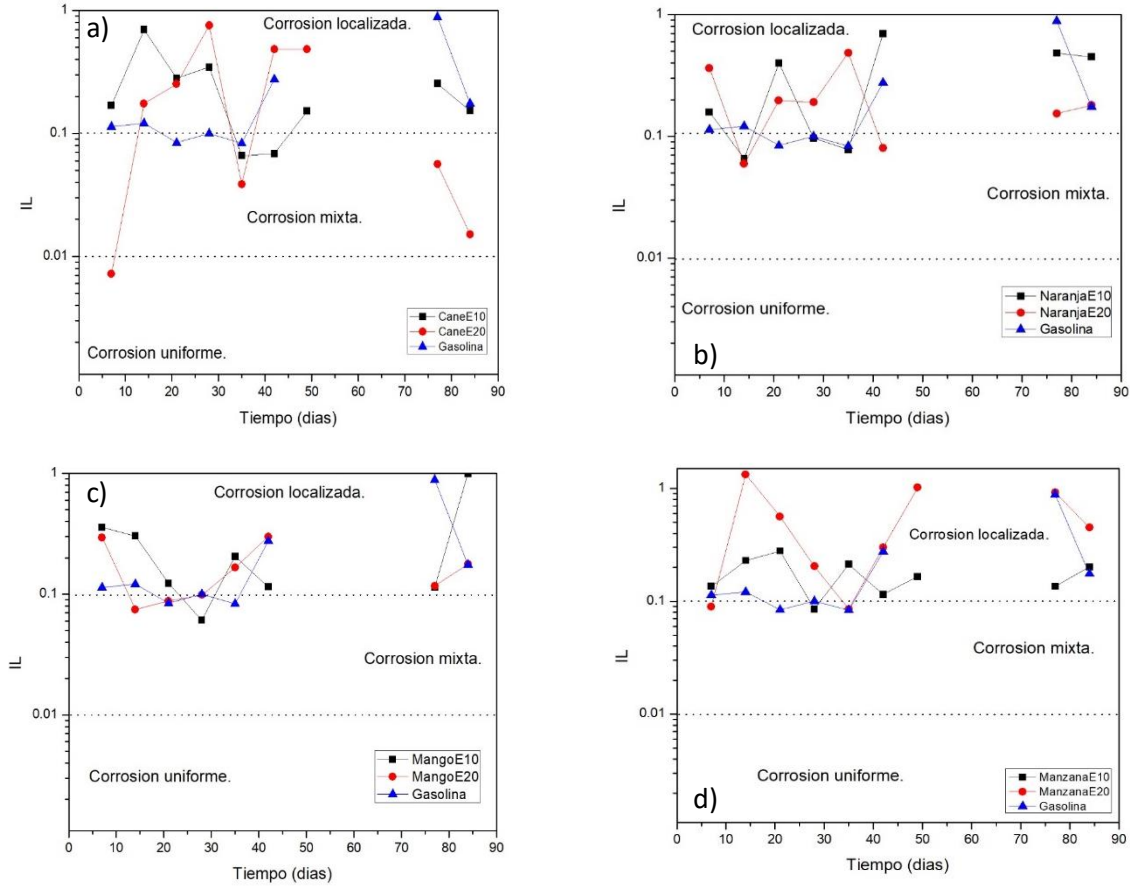 a)
Corrosion localizada.
1
0.1
0.01
IL
Corrosion mixta.
Corrosion uniforme.
CaneE10
CaneE20
Gasolina
0 10 20 30 40 50 60 70 80 90
Tiempo (dias)
Corrosion localizada.
1
0.1
0.01
IL
Corrosion mixta.
Corrosion uniforme.
b)
NaranjaE10
NaranjaE20
Gasolina
0 10 20 30 40 50 60 70 80 90
Tiempo (dias)
c)
Corrosion localizada.
1
0.1
0.01
IL
Corrosion mixta.
Corrosion uniforme.
MangoE10
MangoE20
Gasolina
0 10 20 30 40 50 60 70 80 90
Tiempo (dias)
1
0.1
0.01
IL
Corrosion localizada.
Corrosion mixta.
Corrosion uniforme.
d)
ManzanaE10
ManzanaE20
Gasolina
0 10 20 30 40 50 60 70 80 90
Tiempo (dias)